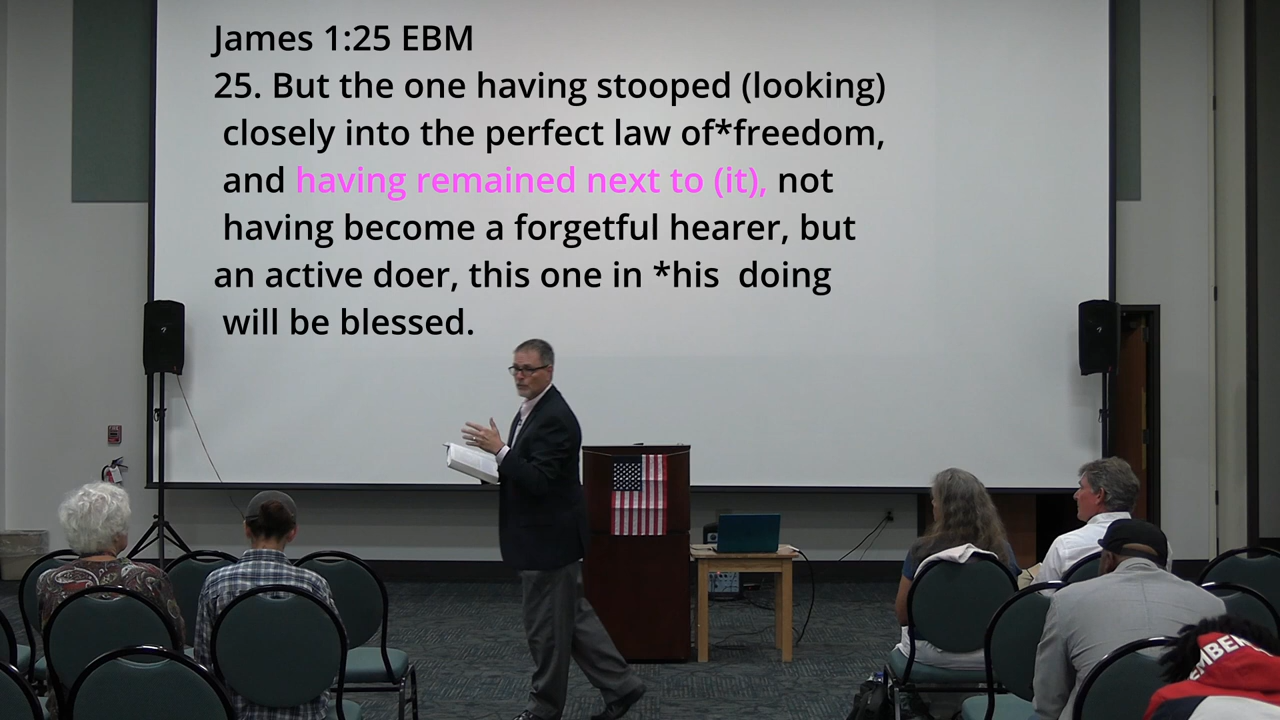 James 1:25 EBM
25. But the one having stooped (looking)
closely into the perfect law of*freedom,
and having remained next to (it), not
having become a forgetful hearer, but
an active doer, this one in *his  doing
will be blessed.
EMBER